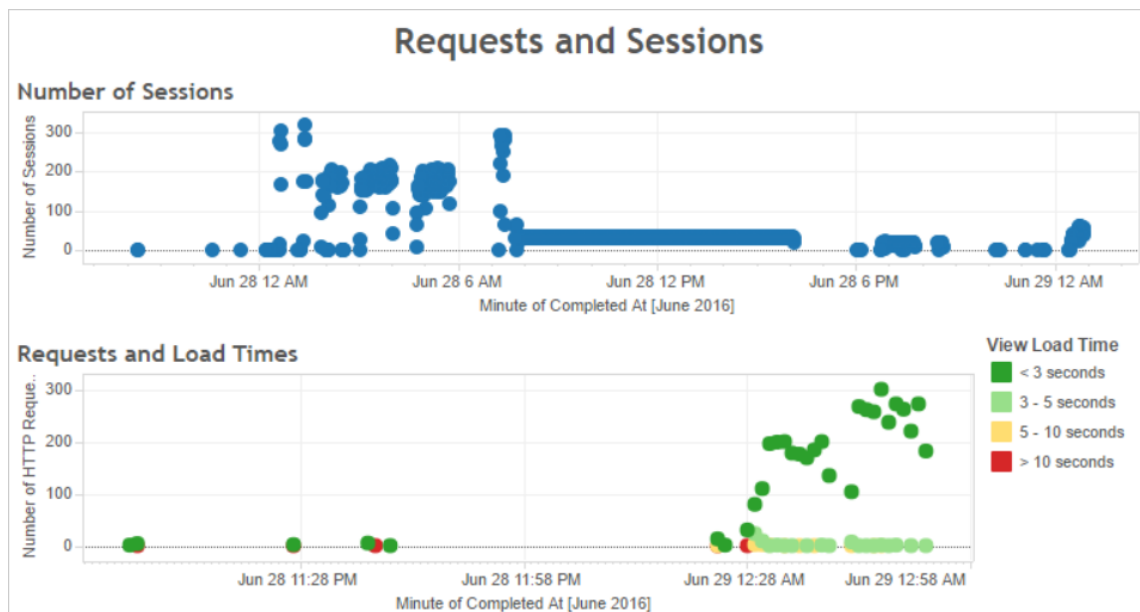 Requests and Sessions
Number of Sessions
Number of Sessions
300
200
100
0
Jun 28 12 AM Jun 28 6 AM Jun 28 12 PM Jun 28 6 PM Jun 29 12 AM
Minute of Completed At [June 2016]
Requests and Load Times
Number of HTTP Reque..
300
200
100
0
Jun 28 11:28 PM Jun 28 11:58 PM Jun 29 12:28 AM Jun 29 12:58 AM
Minute of Completed At [June 2016]
View Load Time
< 3 seconds
3 - 5 seconds
5 - 10 seconds
> 10 seconds